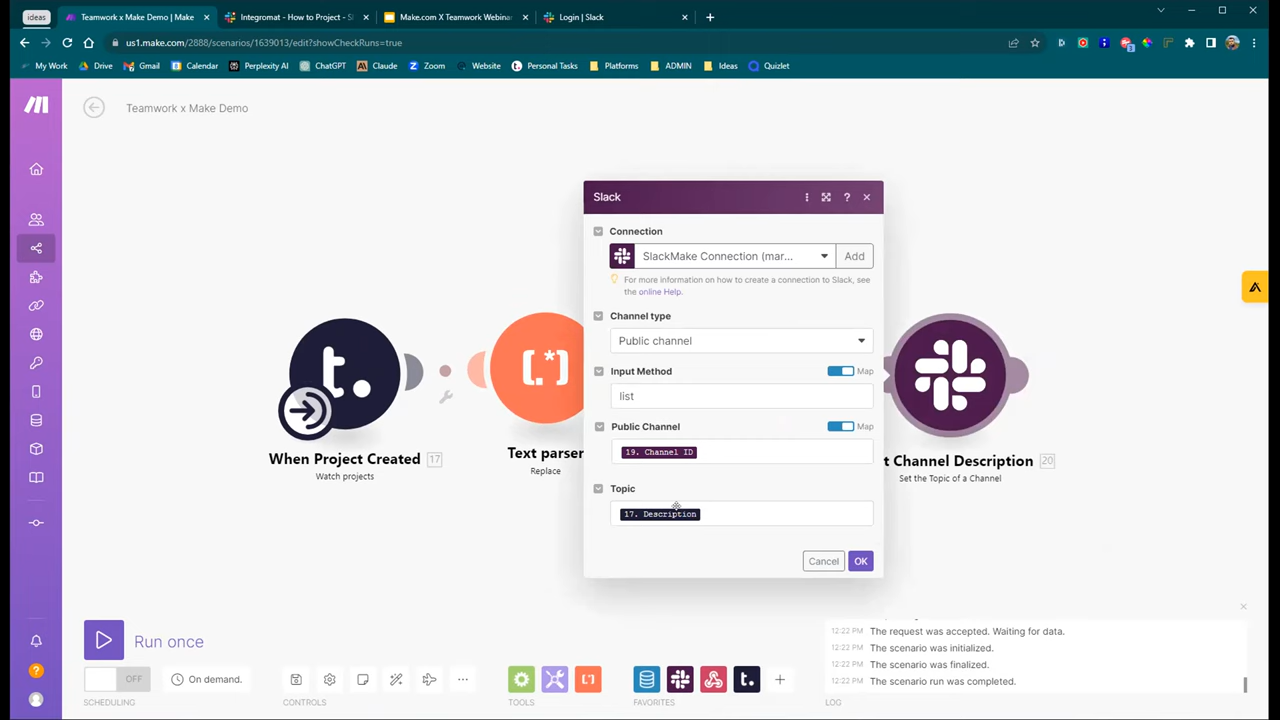 ideas
Teamwork x Make Demo | Make
Integromat - How to Project - S
Make.com X Teamwork Webinar
Login | Slack
us1.make.com/2888/scenarios/1639013/edit?showCheckRuns=true
My Work
Drive
Gmail
Calendar
Perplexity AI
ChatGPT
Claude
Zoom
Website
Personal Tasks
Platforms
ADMIN
Ideas
Quizlet
Teamwork x Make Demo
Slack
Connection
SlackMake Connection (mar...
Add
For more information on how to create a connection to Slack, see
the online Help.
Channel type
Public channel
Input Method
Map
list
Public Channel
Map
19. Channel ID
Topic
17. Description
Cancel
OK
When Project Created
17
Watch projects
Text parser
Replace
t Channel Description
20
Set the Topic of a Channel
Run once
OFF
On demand.
SCHEDULING
CONTROLS
TOOLS
FAVORITES
LOG
12:22 PM The request was accepted. Waiting for data.
12:22 PM The scenario was initialized.
12:22 PM The scenario was finalized.
12:22 PM The scenario run was completed.